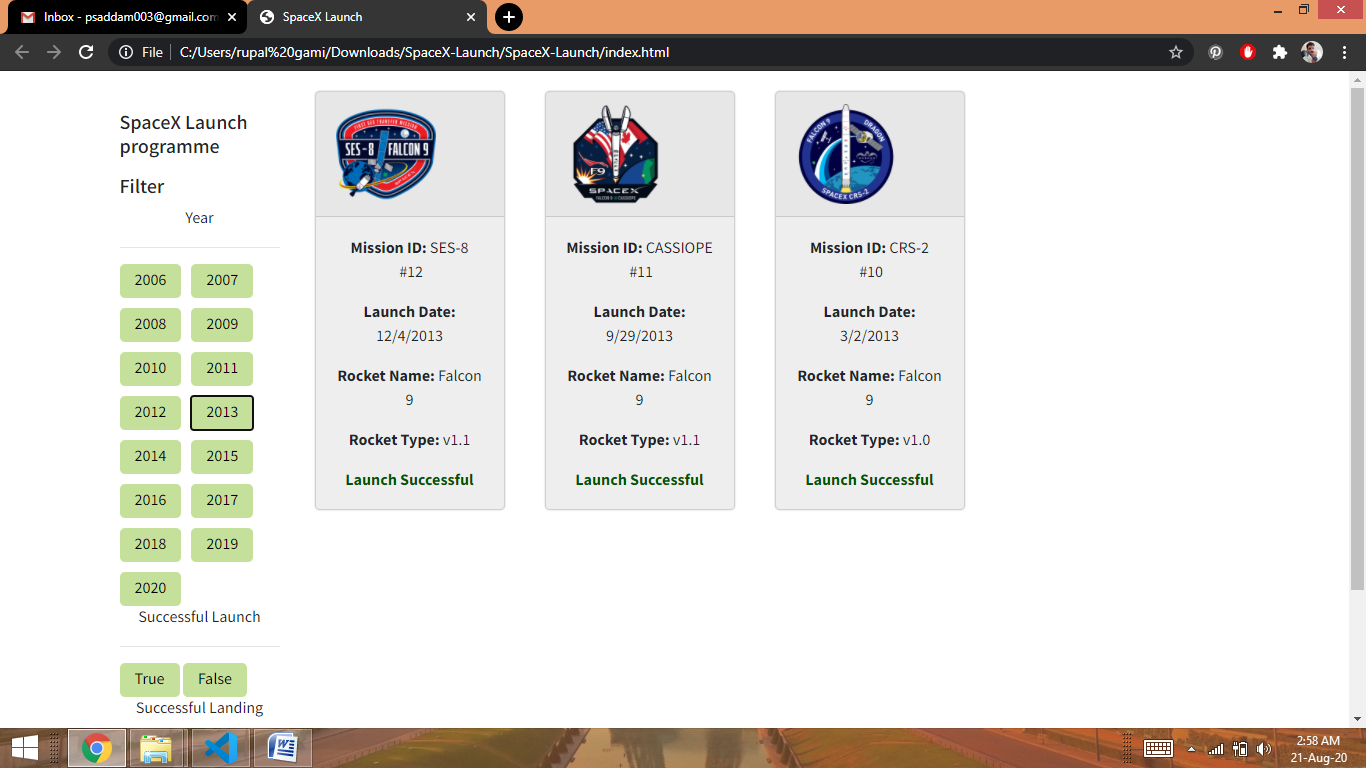 Inbox - psaddam003@gmail.com
SpaceX Launch
File
C:/Users/rupal%20gami/Downloads/SpaceX-Launch/SpaceX-Launch/index.html
SpaceX Launch
programme
Filter
Year
2006 2007
2008 2009
2010 2011
2012 2013
2014 2015
2016 2017
2018 2019
2020
Successful Launch
True False
Successful Landing
SES-8 FALCON 9
Mission ID: SES-8
#12
Launch Date:
12/4/2013
Rocket Name: Falcon
9
Rocket Type: v1.1
Launch Successful
F9
SPACEX
FALCON 9 CASSIOPE
Mission ID: CASSIOPE
#11
Launch Date:
9/29/2013
Rocket Name: Falcon
9
Rocket Type: v1.1
Launch Successful
FALCON 9 DRAGON
SPACEX CRS-2
Mission ID: CRS-2
#10
Launch Date:
3/2/2013
Rocket Name: Falcon
9
Rocket Type: v1.0
Launch Successful
2:58 AM
21-Aug-20